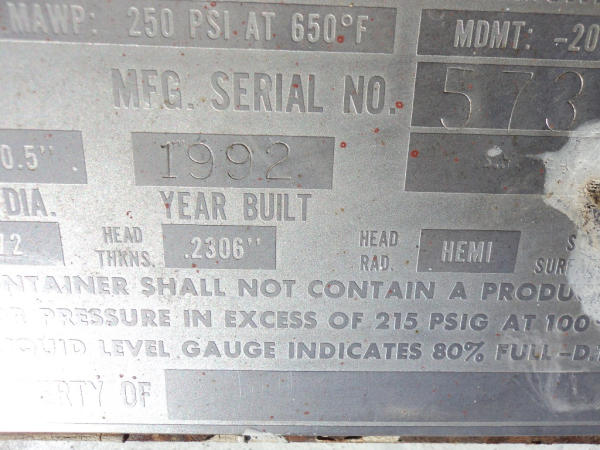 MAWP: 250 PSI AT 650°F MDMT: -20
MFG. SERIAL NO. 573
0.5" 1992
DIA. YEAR BUILT
12 HEAD THKNS. .2306" HEAD RAD. HEMI S
SURF
NTAINER SHALL NOT CONTAIN A PRODU
R PRESSURE IN EXCESS OF 215 PSIG AT 100
QUID LEVEL GAUGE INDICATES 80% FULL-D.
ERTY OF